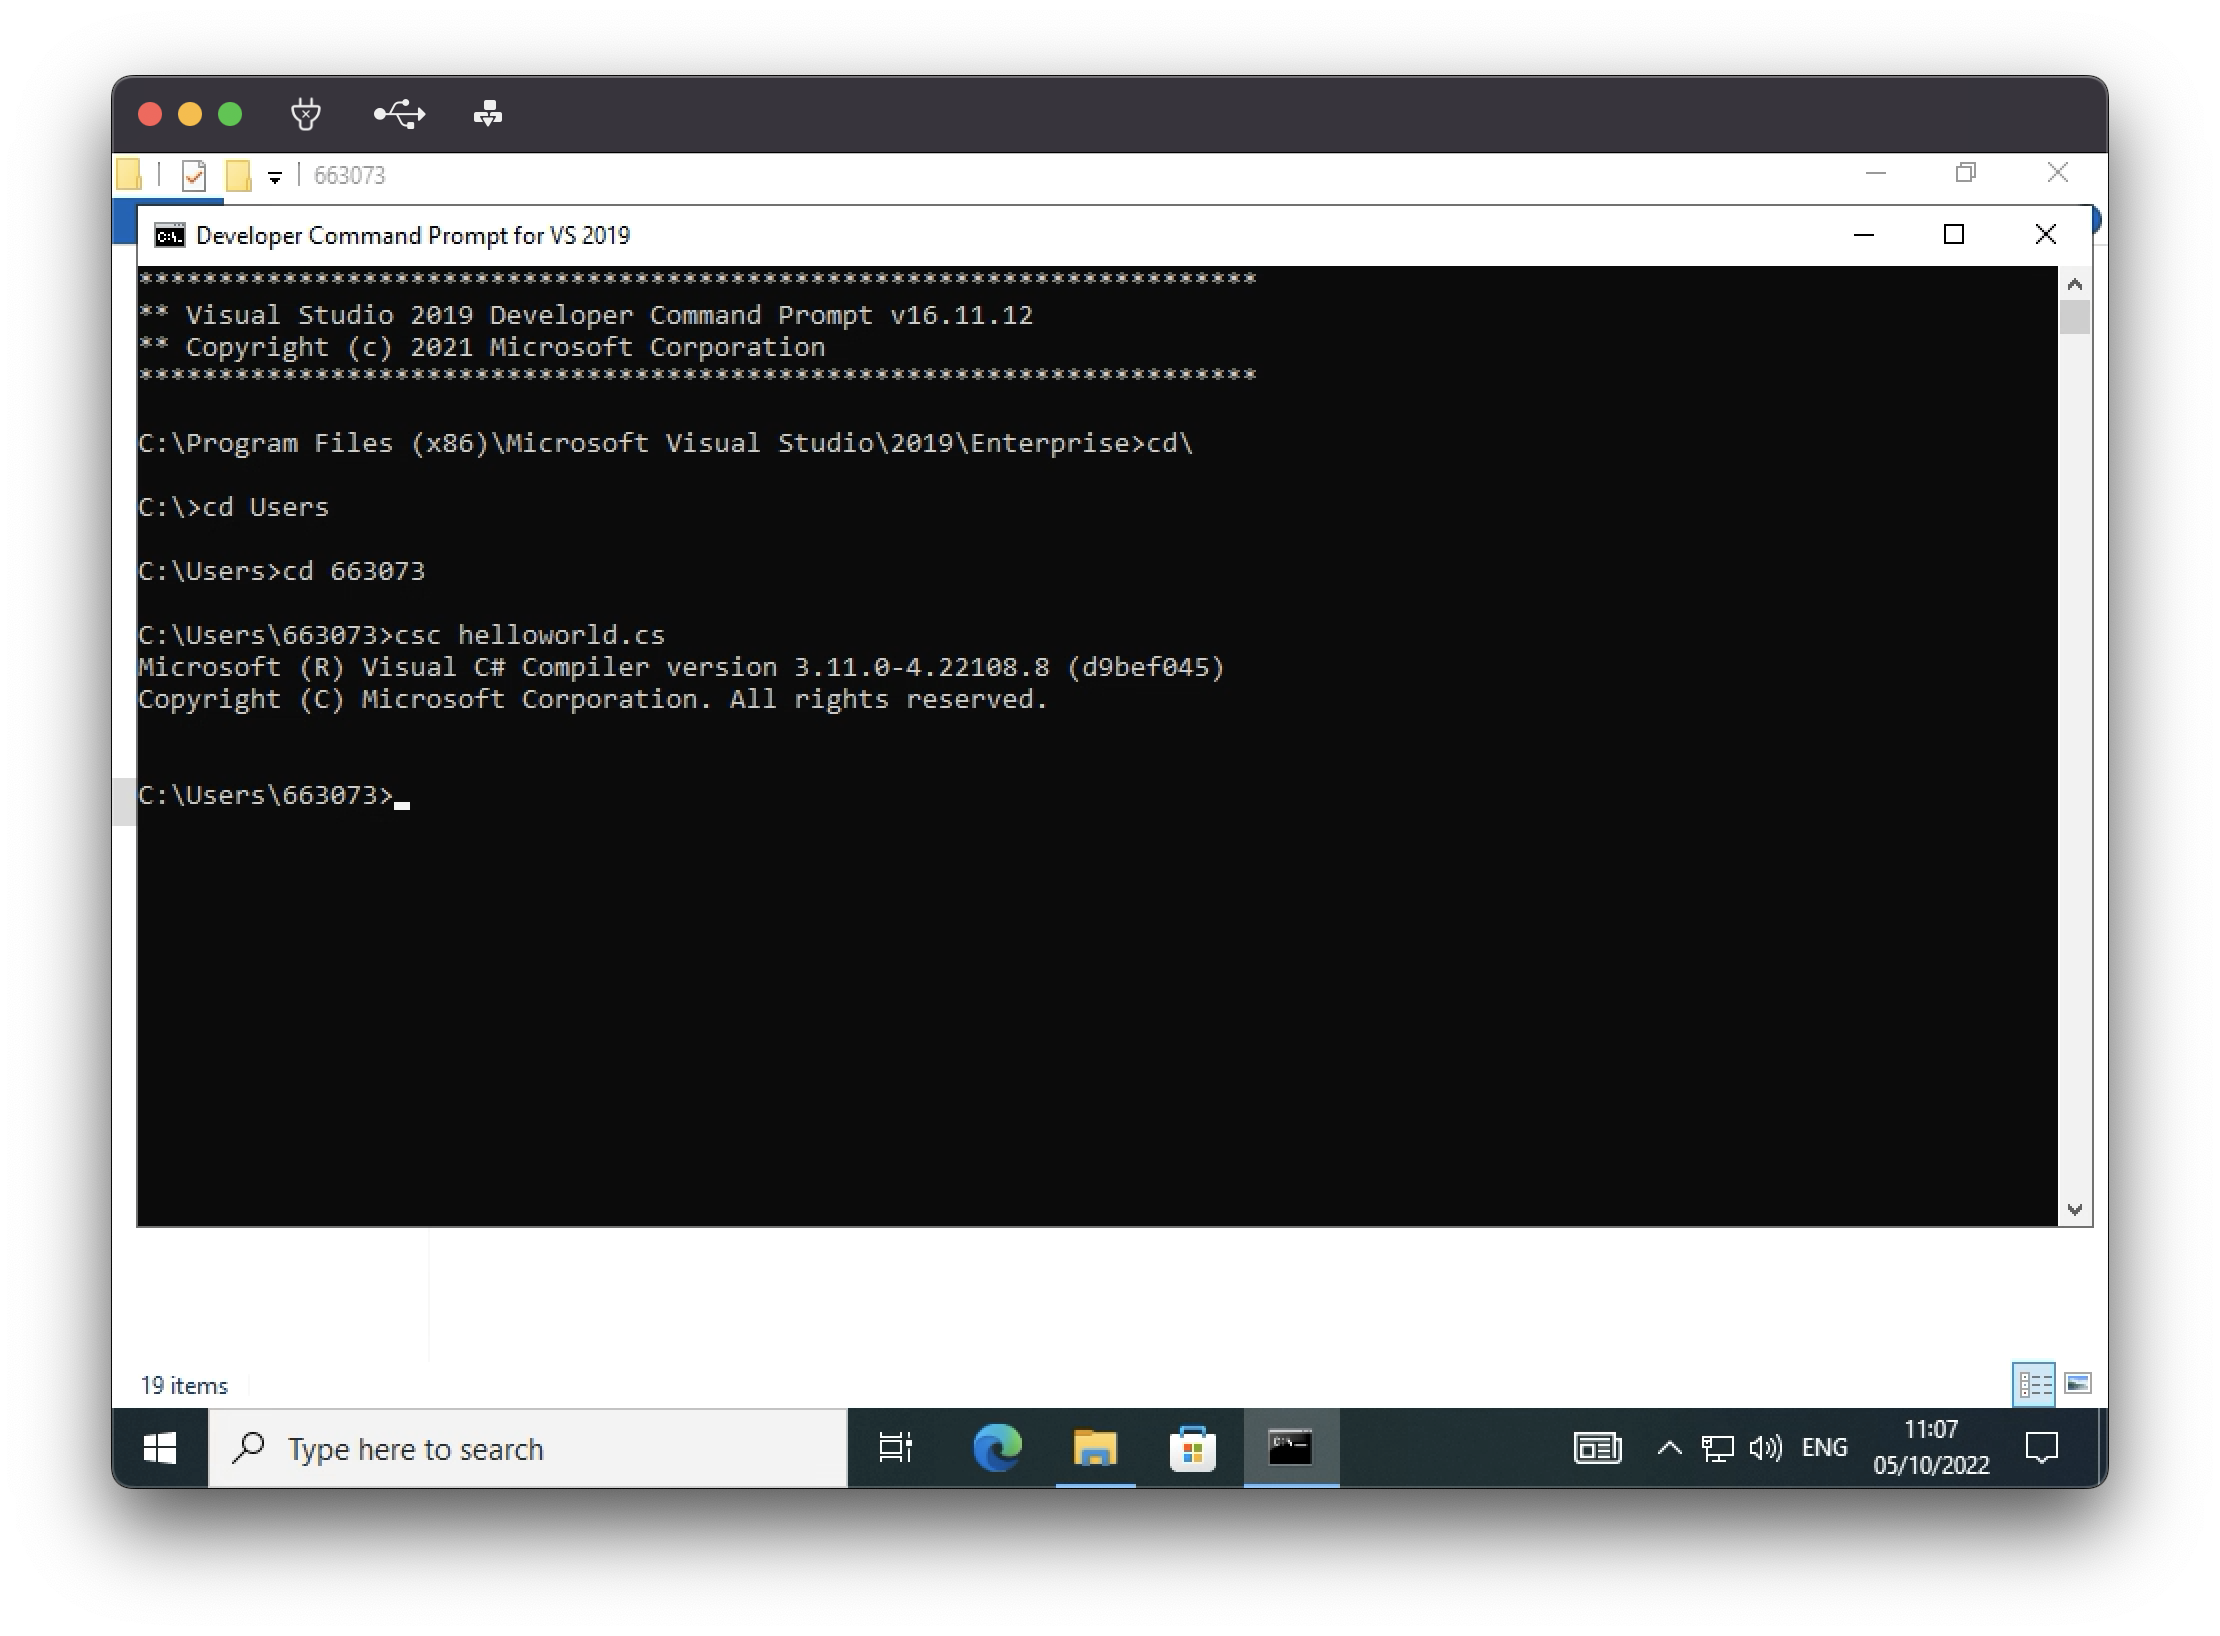 663073
Developer Command Prompt for VS 2019
**********************************************************************
** Visual Studio 2019 Developer Command Prompt v16.11.12
** Copyright (c) 2021 Microsoft Corporation
**********************************************************************
C:\Program Files (x86)\Microsoft Visual Studio\2019\Enterprise>cd\
C:\>cd Users
C:\Users>cd 663073
C:\Users\663073>csc helloworld.cs
Microsoft (R) Visual C# Compiler version 3.11.0-4.22108.8 (d9bef045)
Copyright (C) Microsoft Corporation. All rights reserved.
C:\Users\663073>
19 items
Type here to search
ENG
11:07
05/10/2022